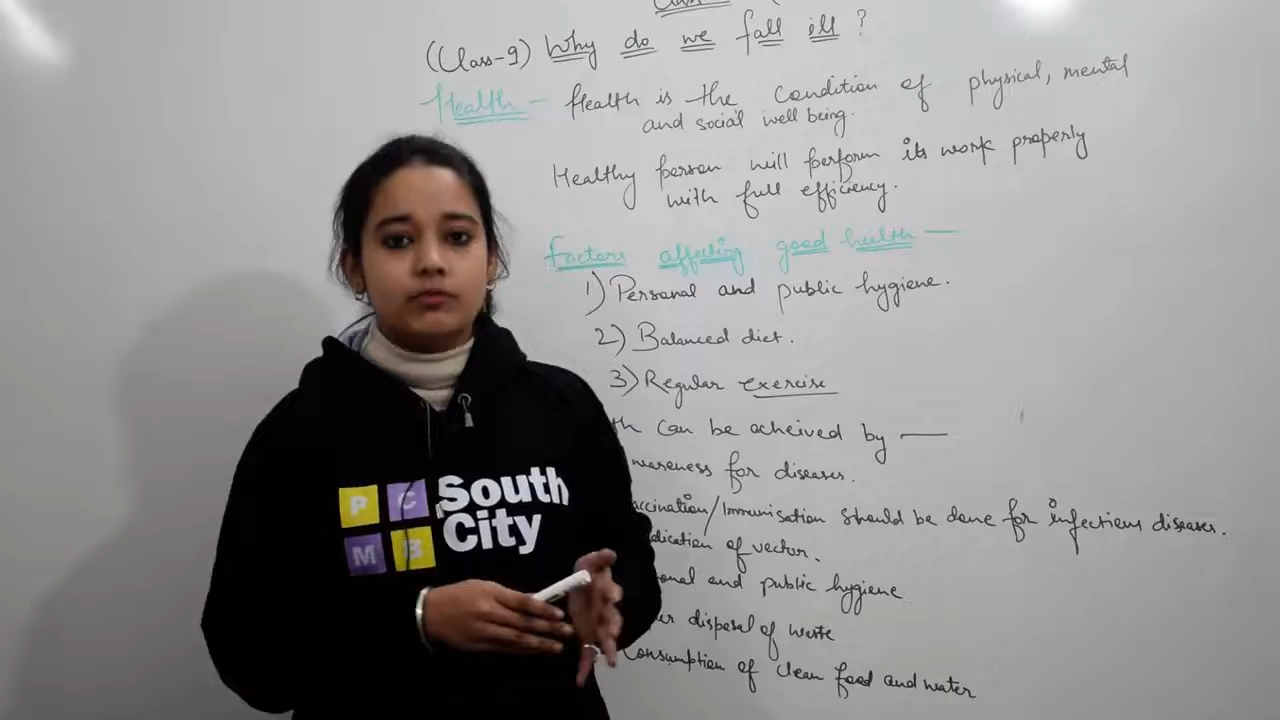 (Class-9) Why do we fall ill ?
Health - Health is the condition of physical, mental
and social well being.
Healthy person will perform its work properly
with full efficiency.
Factors affecting good health —
1) Personal and public hygiene.
2) Balanced diet.
3) Regular exercise
th can be acheived by —
wareness for diseases.
accination/Immunisation should be done for infectious diseases.
dication of vector.
onal and public hygiene
er disposal of waste
Consumption of clean food and water
P C
M B
South
City